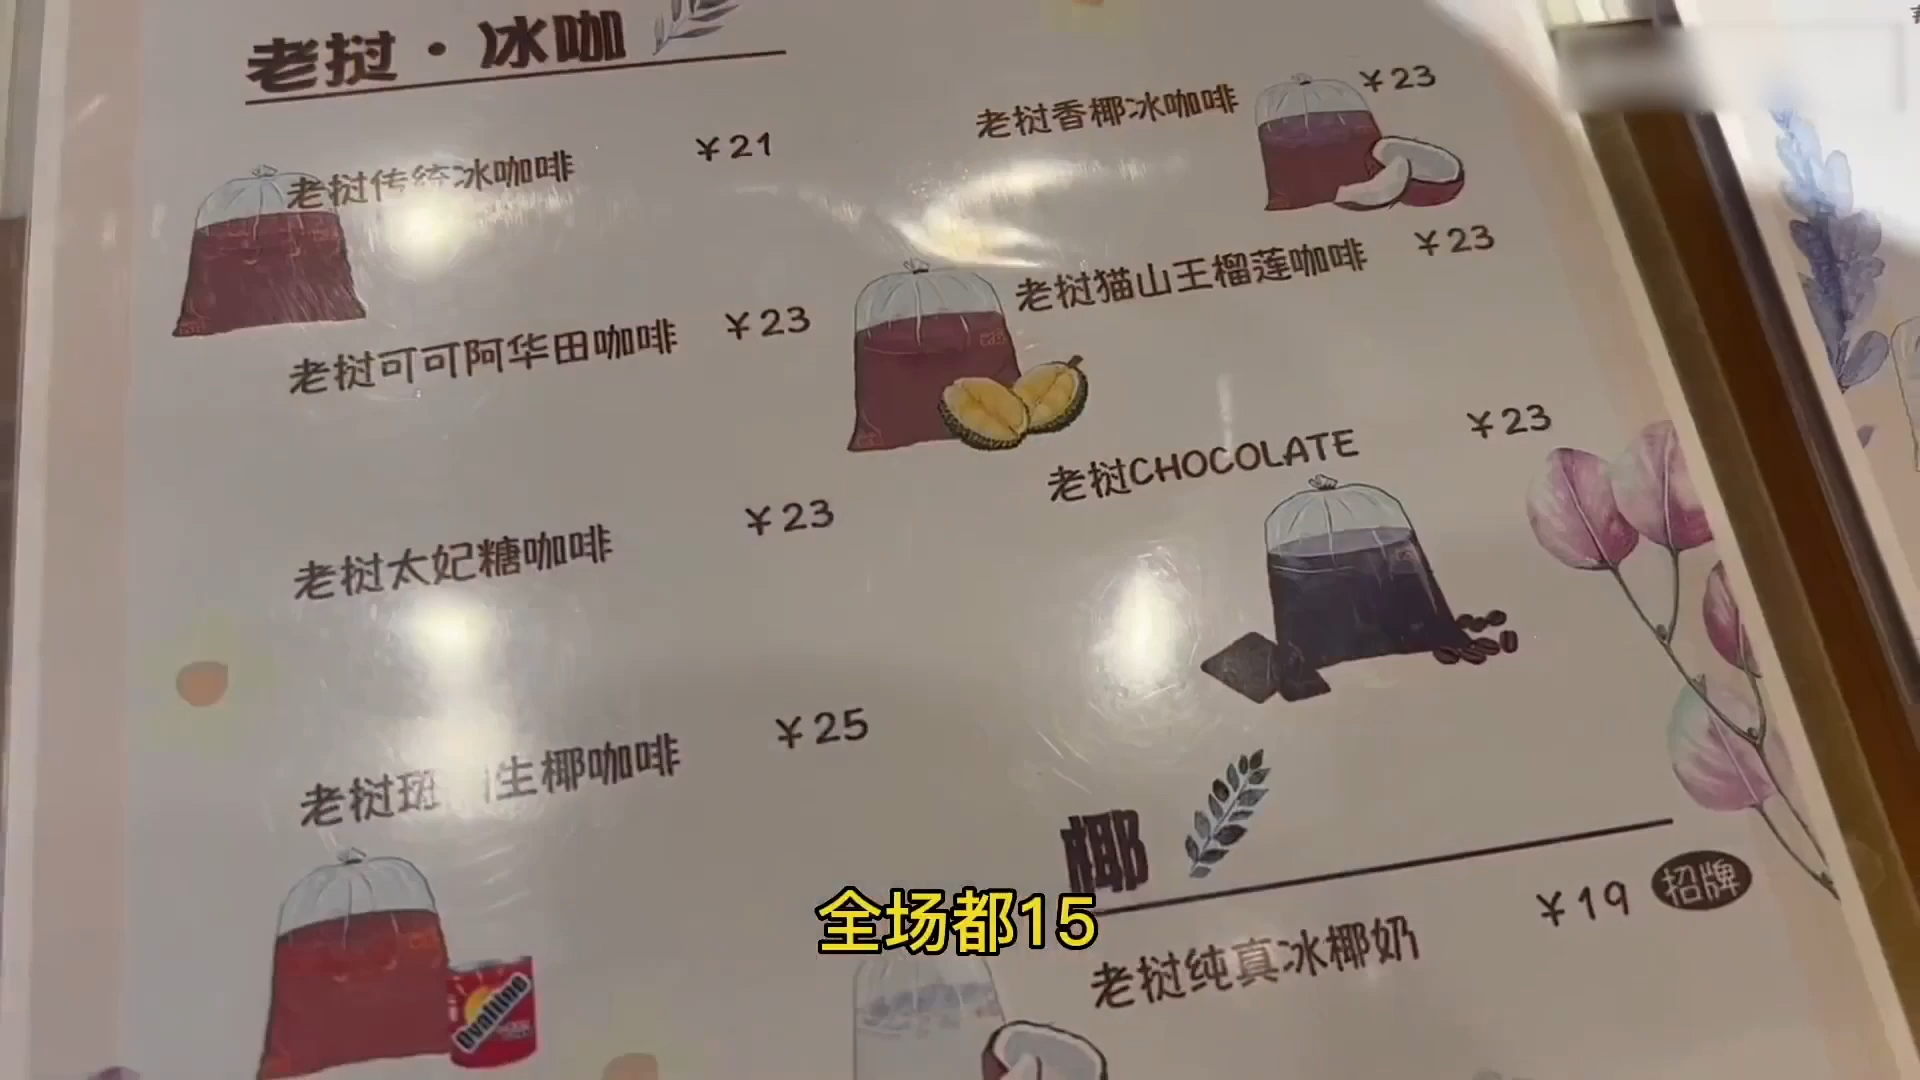 老挝·冰咖
老挝传统冰咖啡 ￥21
老挝可可阿华田咖啡 ￥23
老挝太妃糖咖啡 ￥23
老挝斑 生椰咖啡 ￥25
Ovaltine
老挝香椰冰咖啡 ￥23
老挝猫山王榴莲咖啡 ￥23
老挝CHOCOLATE ￥23
椰
老挝纯真冰椰奶 ￥19 招牌
全场都15